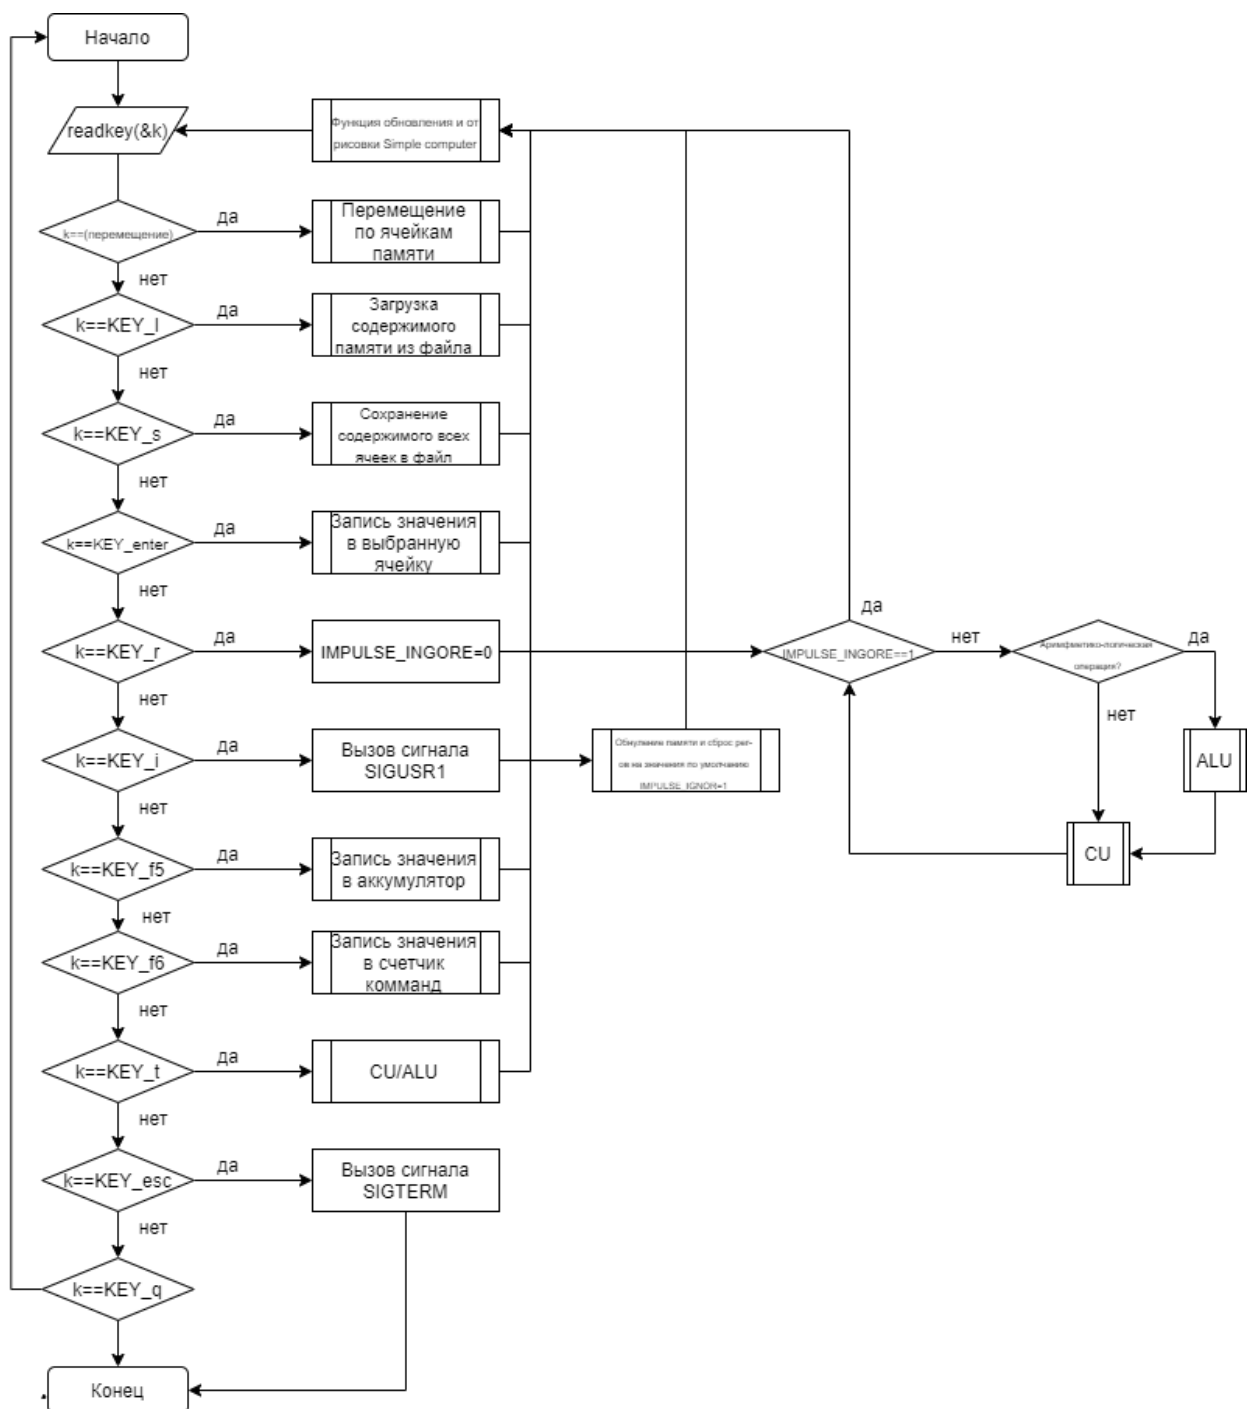 Начало
readkey(&k)
Функция обновления и от
рисовки Simple computer
k==(перемещение)
да
Перемещение
по ячейкам
памяти
нет
k==KEY_l
да
Загрузка
содержимого
памяти из файла
нет
k==KEY_s
да
Сохранение
содержимого всех
ячеек в файл
нет
k==KEY_enter
да
Запись значения
в выбранную
ячейку
нет
k==KEY_r
да
IMPULSE_INGORE=0
да
IMPULSE_INGORE==1
нет
Аримфметико-логическая
операция?
да
нет
ALU
CU
нет
k==KEY_i
да
Вызов сигнала
SIGUSR1
Обнуление памяти и сброс рег-
ов на значения по умолчанию
IMPULSE_IGNOR=1
нет
k==KEY_f5
да
Запись значения
в аккумулятор
нет
k==KEY_f6
да
Запись значения
в счетчик
комманд
нет
k==KEY_t
да
CU/ALU
нет
k==KEY_esc
да
Вызов сигнала
SIGTERM
нет
k==KEY_q
Конец